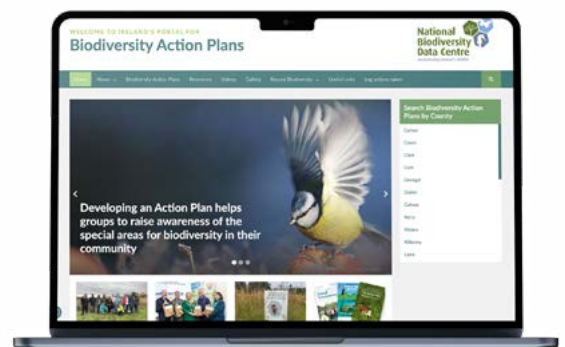 WELCOME TO IRELAND'S PORTAL FOR
Biodiversity Action Plans
National
Biodiversity
Data Centre
Home About Biodiversity Action Plans Resources Videos Gallery Record Biodiversity Useful Links Log actions taken
Search Biodiversity Action
Plans by County
Carlow
Cavan
Clare
Cork
Donegal
Dublin
Galway
Kerry
Kildare
Kilkenny
Laois
Developing an Action Plan helps
groups to raise awareness of the
special areas for biodiversity in their
community